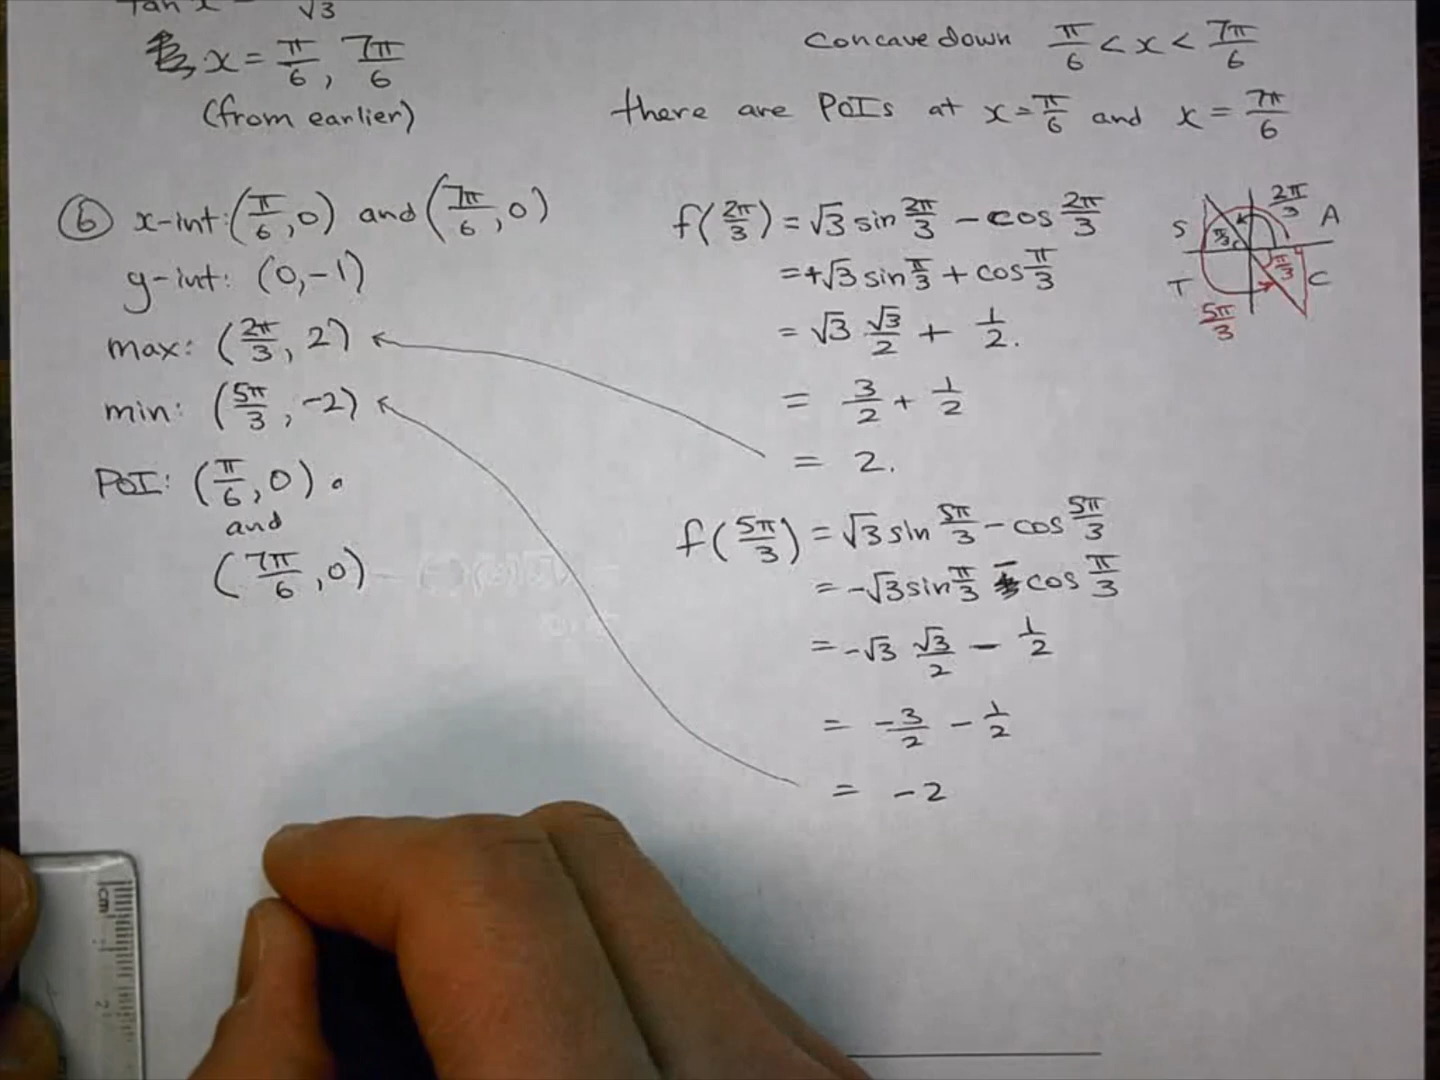 tan x √3
x = π/6, 7π/6
(from earlier)
concave down π/6 < x < 7π/6
there are POIs at x = π/6 and x = 7π/6
⑥ x-int: (π/6, 0) and (7π/6, 0)
y-int: (0, -1)
max: (2π/3, 2)
min: (5π/3, -2)
POI: (π/6, 0)
and
(7π/6, 0)
f(2π/3) = √3 sin 2π/3 - cos 2π/3
= +√3 sin π/3 + cos π/3
= √3 √3/2 + 1/2.
= 3/2 + 1/2
= 2.
f(5π/3) = √3 sin 5π/3 - cos 5π/3
= -√3 sin π/3 - cos π/3
= -√3 √3/2 - 1/2
= -3/2 - 1/2
= -2
2π/3
S A
π/3 π/3
T C
5π/3
cm